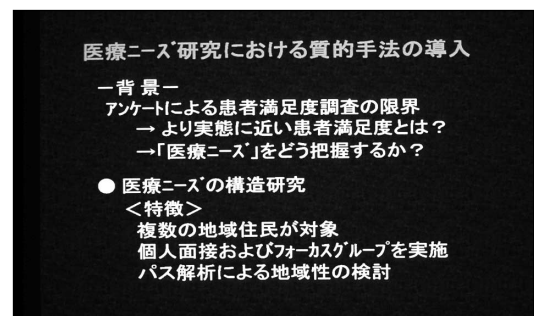 医療ニーズ研究における質的手法の導入
－背 景－
アンケートによる患者満足度調査の限界
→ より実態に近い患者満足度とは？
→「医療ニーズ」をどう把握するか？
● 医療ニーズの構造研究
＜特徴＞
複数の地域住民が対象
個人面接およびフォーカスグループを実施
パス解析による地域性の検討